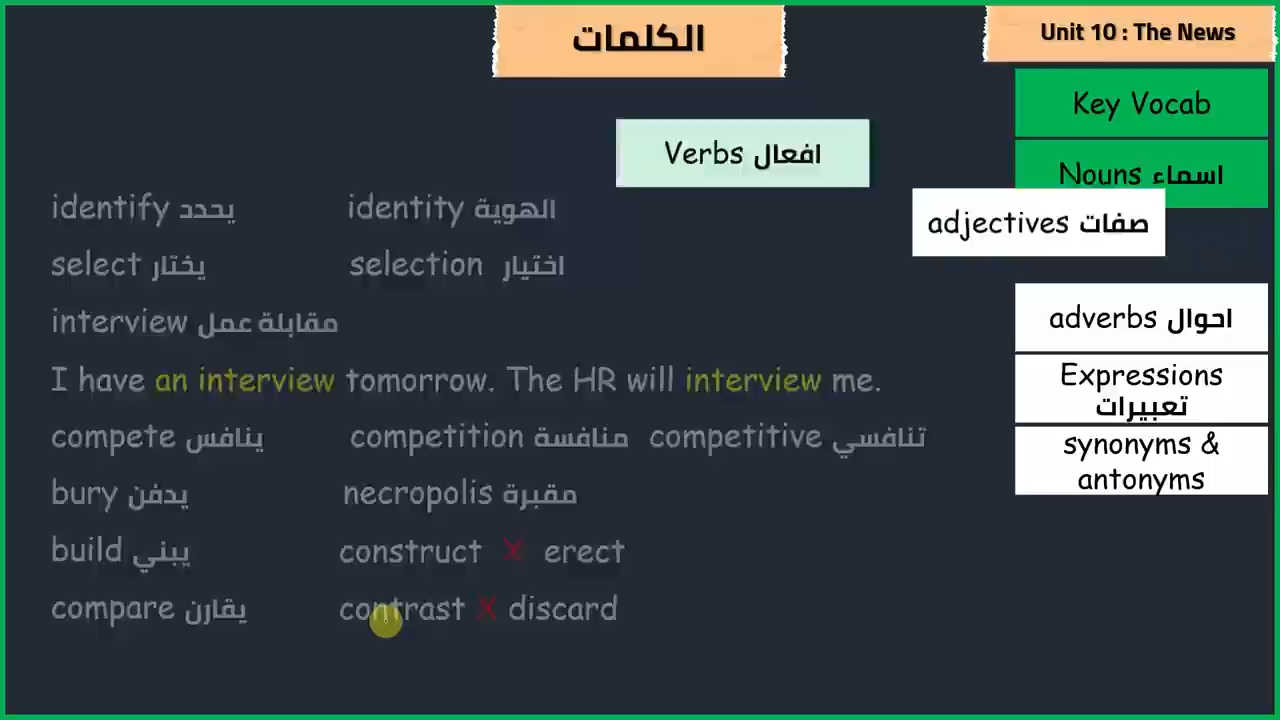 الكلمات
Unit 10 : The News
Key Vocab
Nouns اسماء
adjectives صفات
adverbs احوال
Expressions
تعبيرات
synonyms &
antonyms
Verbs افعال
identify يحدد identity الهوية
select يختار selection اختيار
interview مقابلة عمل
I have an interview tomorrow. The HR will interview me.
compete ينافس competition منافسة competitive تنافسي
bury يدفن necropolis مقبرة
build يبني construct X erect
compare يقارن contrast X discard